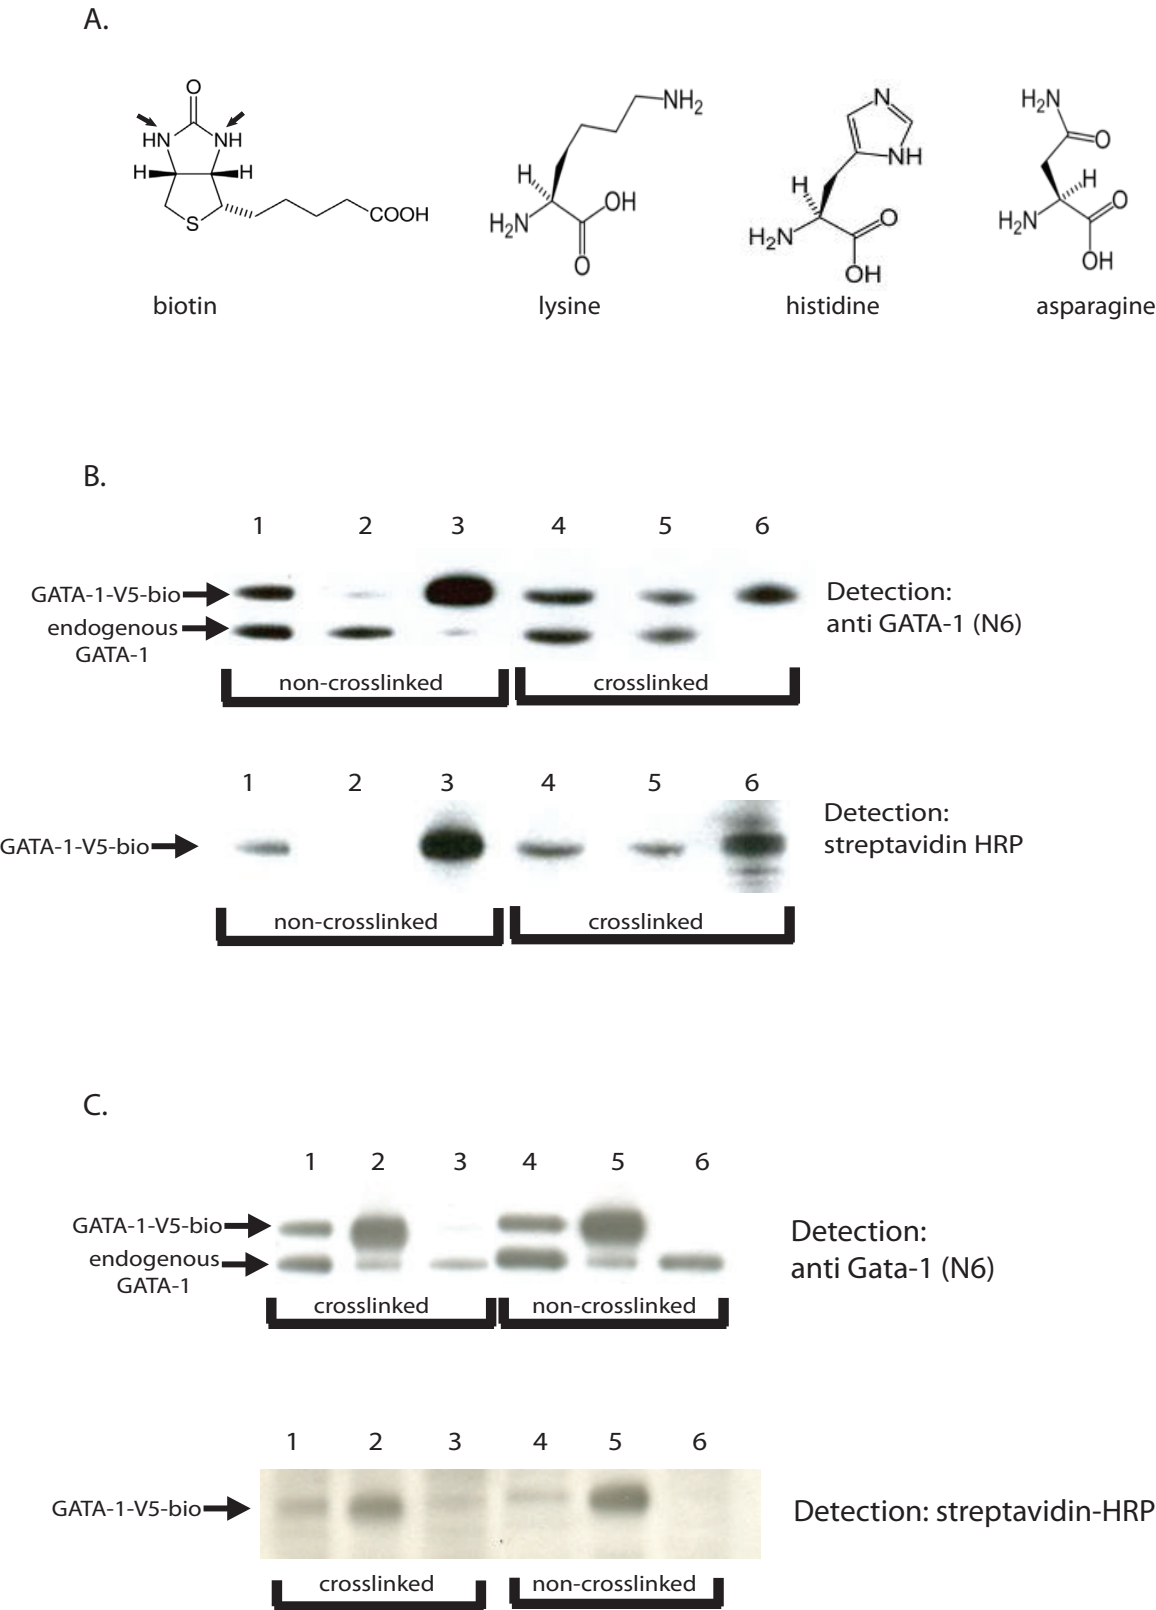 A.
O
HN
NH
H
H
S
COOH
biotin
NH2
H
OH
H2N
O
lysine
N
NH
H
O
H2N
OH
histidine
H2N
O
H
O
H2N
OH
asparagine
B.
1 2 3 4 5 6
GATA-1-V5-bio
endogenous
GATA-1
Detection:
anti GATA-1 (N6)
non-crosslinked crosslinked
1 2 3 4 5 6
Detection:
streptavidin HRP
GATA-1-V5-bio
non-crosslinked crosslinked
C.
1 2 3 4 5 6
GATA-1-V5-bio
endogenous
GATA-1
Detection:
anti Gata-1 (N6)
crosslinked non-crosslinked
1 2 3 4 5 6
GATA-1-V5-bio
Detection: streptavidin-HRP
crosslinked non-crosslinked